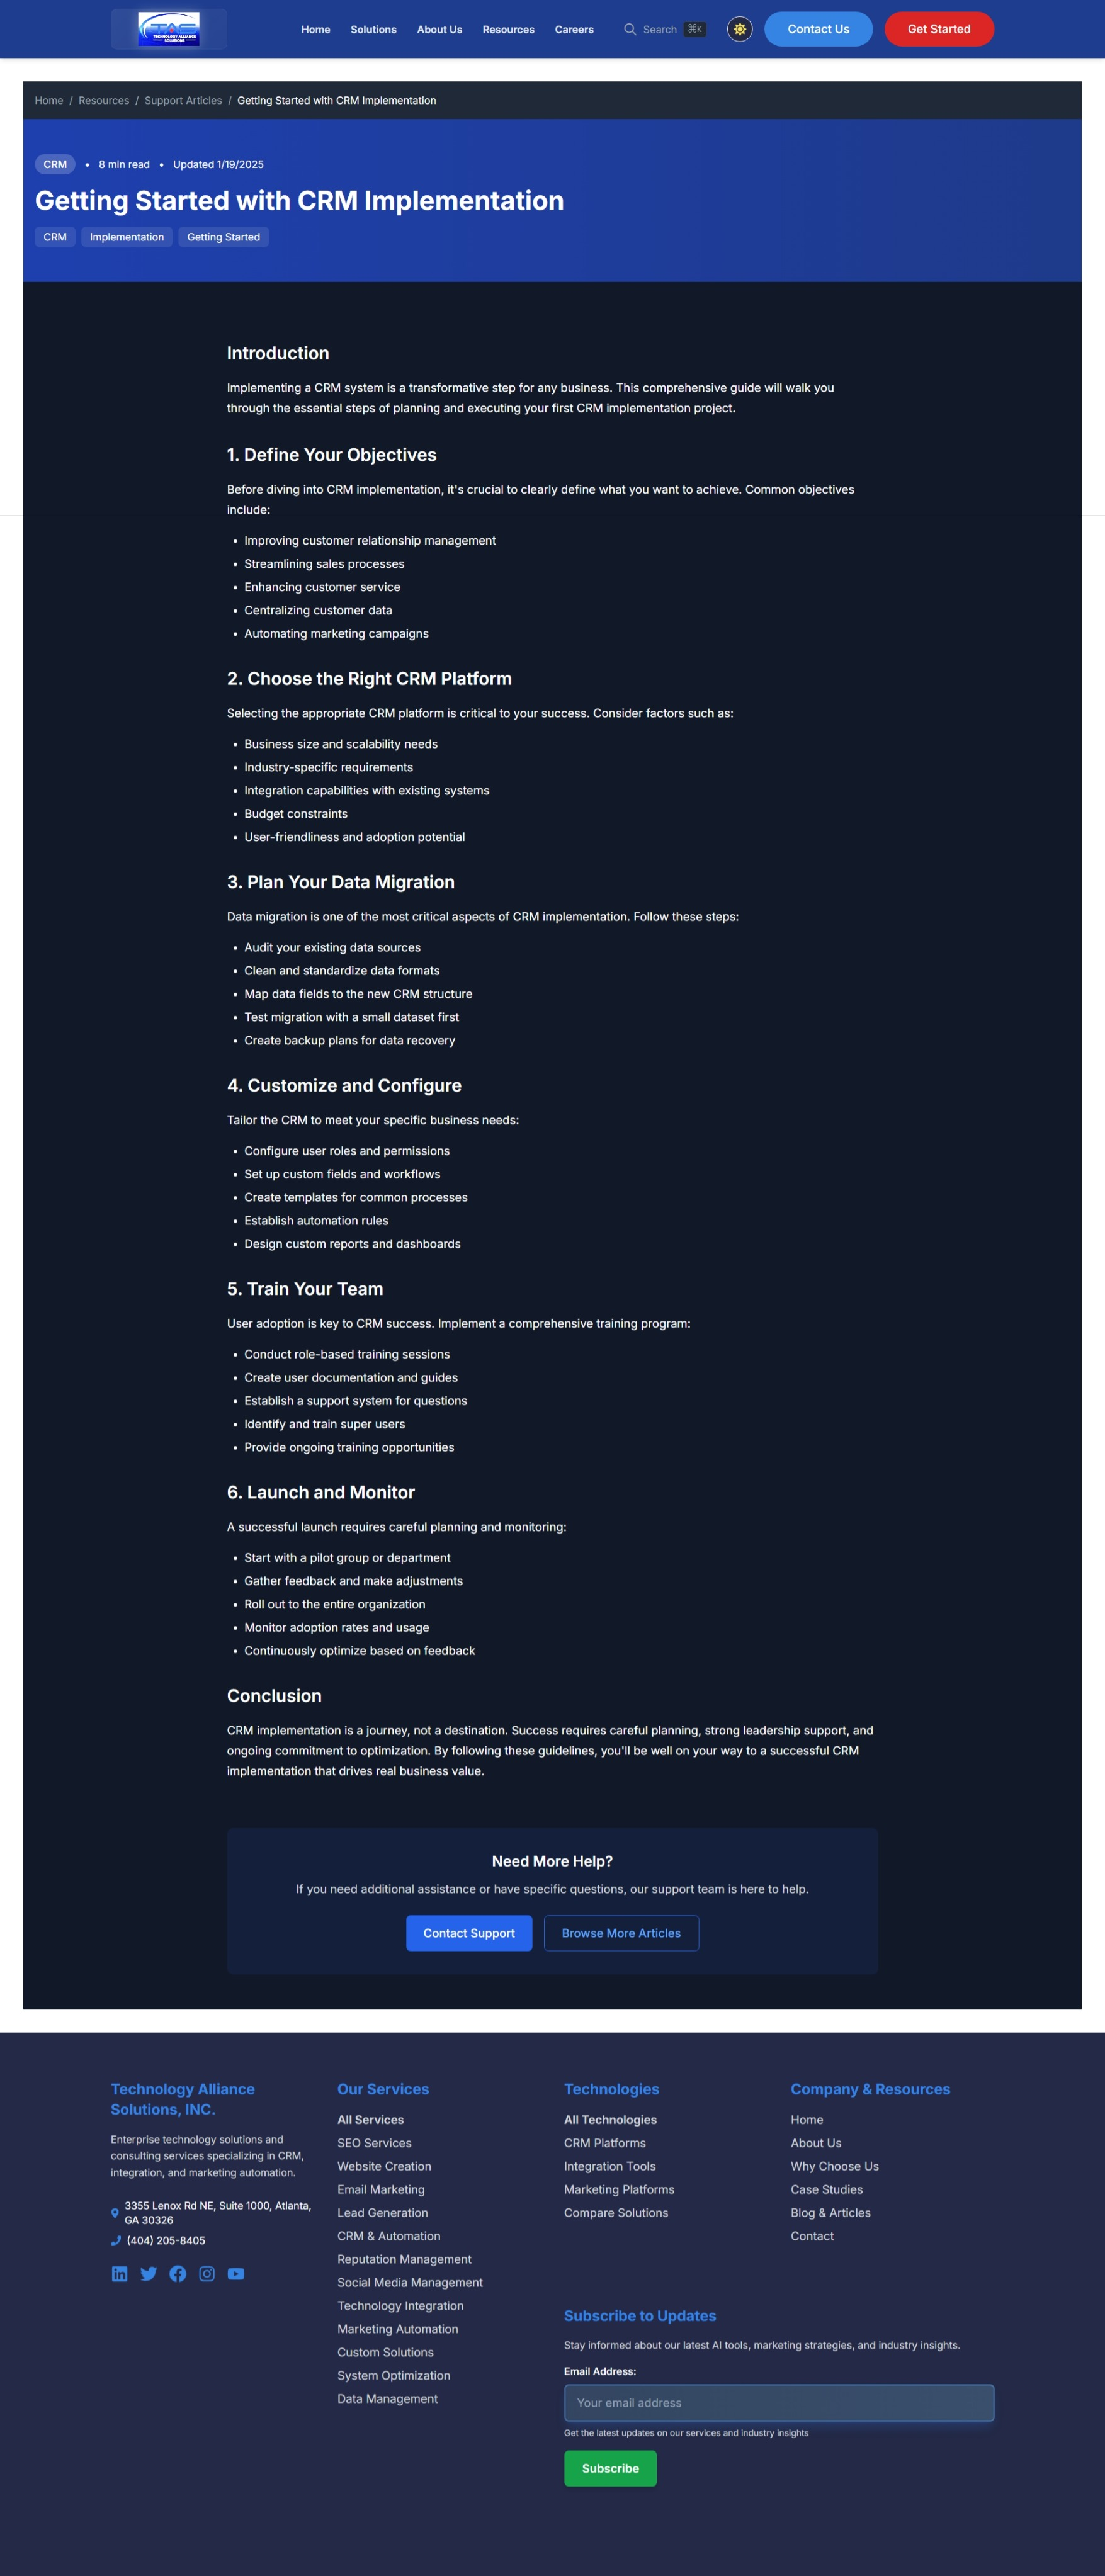 TAS
TECHNOLOGY ALLIANCE
SOLUTIONS
Home
Solutions
About Us
Resources
Careers
Search ⌘K
Contact Us
Get Started
Home / Resources / Support Articles / Getting Started with CRM Implementation
CRM • 8 min read • Updated 1/19/2025
Getting Started with CRM Implementation
CRM
Implementation
Getting Started
Introduction
Implementing a CRM system is a transformative step for any business. This comprehensive guide will walk you
through the essential steps of planning and executing your first CRM implementation project.
1. Define Your Objectives
Before diving into CRM implementation, it's crucial to clearly define what you want to achieve. Common objectives
include:
• Improving customer relationship management
• Streamlining sales processes
• Enhancing customer service
• Centralizing customer data
• Automating marketing campaigns
2. Choose the Right CRM Platform
Selecting the appropriate CRM platform is critical to your success. Consider factors such as:
• Business size and scalability needs
• Industry-specific requirements
• Integration capabilities with existing systems
• Budget constraints
• User-friendliness and adoption potential
3. Plan Your Data Migration
Data migration is one of the most critical aspects of CRM implementation. Follow these steps:
• Audit your existing data sources
• Clean and standardize data formats
• Map data fields to the new CRM structure
• Test migration with a small dataset first
• Create backup plans for data recovery
4. Customize and Configure
Tailor the CRM to meet your specific business needs:
• Configure user roles and permissions
• Set up custom fields and workflows
• Create templates for common processes
• Establish automation rules
• Design custom reports and dashboards
5. Train Your Team
User adoption is key to CRM success. Implement a comprehensive training program:
• Conduct role-based training sessions
• Create user documentation and guides
• Establish a support system for questions
• Identify and train super users
• Provide ongoing training opportunities
6. Launch and Monitor
A successful launch requires careful planning and monitoring:
• Start with a pilot group or department
• Gather feedback and make adjustments
• Roll out to the entire organization
• Monitor adoption rates and usage
• Continuously optimize based on feedback
Conclusion
CRM implementation is a journey, not a destination. Success requires careful planning, strong leadership support, and
ongoing commitment to optimization. By following these guidelines, you'll be well on your way to a successful CRM
implementation that drives real business value.
Need More Help?
If you need additional assistance or have specific questions, our support team is here to help.
Contact Support
Browse More Articles
Technology Alliance
Solutions, INC.
Enterprise technology solutions and
consulting services specializing in CRM,
integration, and marketing automation.
3355 Lenox Rd NE, Suite 1000, Atlanta,
GA 30326
(404) 205-8405
Our Services
All Services
SEO Services
Website Creation
Email Marketing
Lead Generation
CRM & Automation
Reputation Management
Social Media Management
Technology Integration
Marketing Automation
Custom Solutions
System Optimization
Data Management
Technologies
All Technologies
CRM Platforms
Integration Tools
Marketing Platforms
Compare Solutions
Company & Resources
Home
About Us
Why Choose Us
Case Studies
Blog & Articles
Contact
Subscribe to Updates
Stay informed about our latest AI tools, marketing strategies, and industry insights.
Email Address:
Your email address
Get the latest updates on our services and industry insights
Subscribe